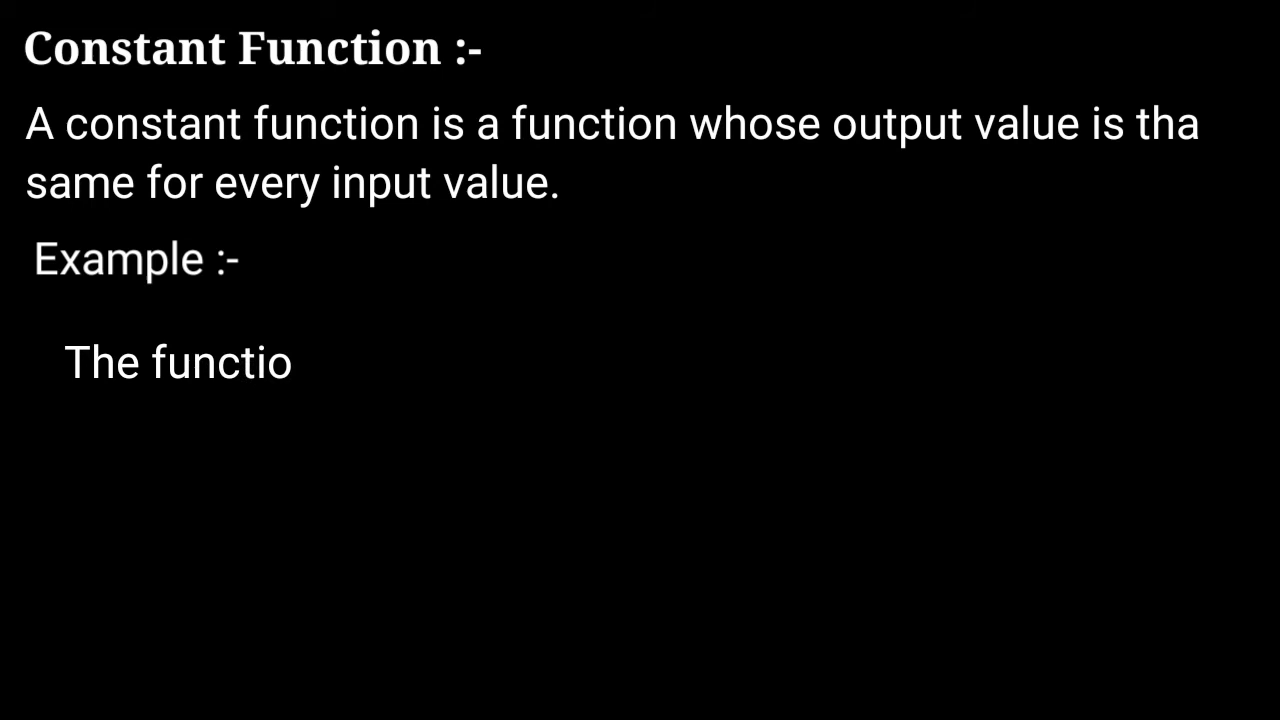 Constant Function :-
A constant function is a function whose output value is tha
same for every input value.
Example :-
The functio